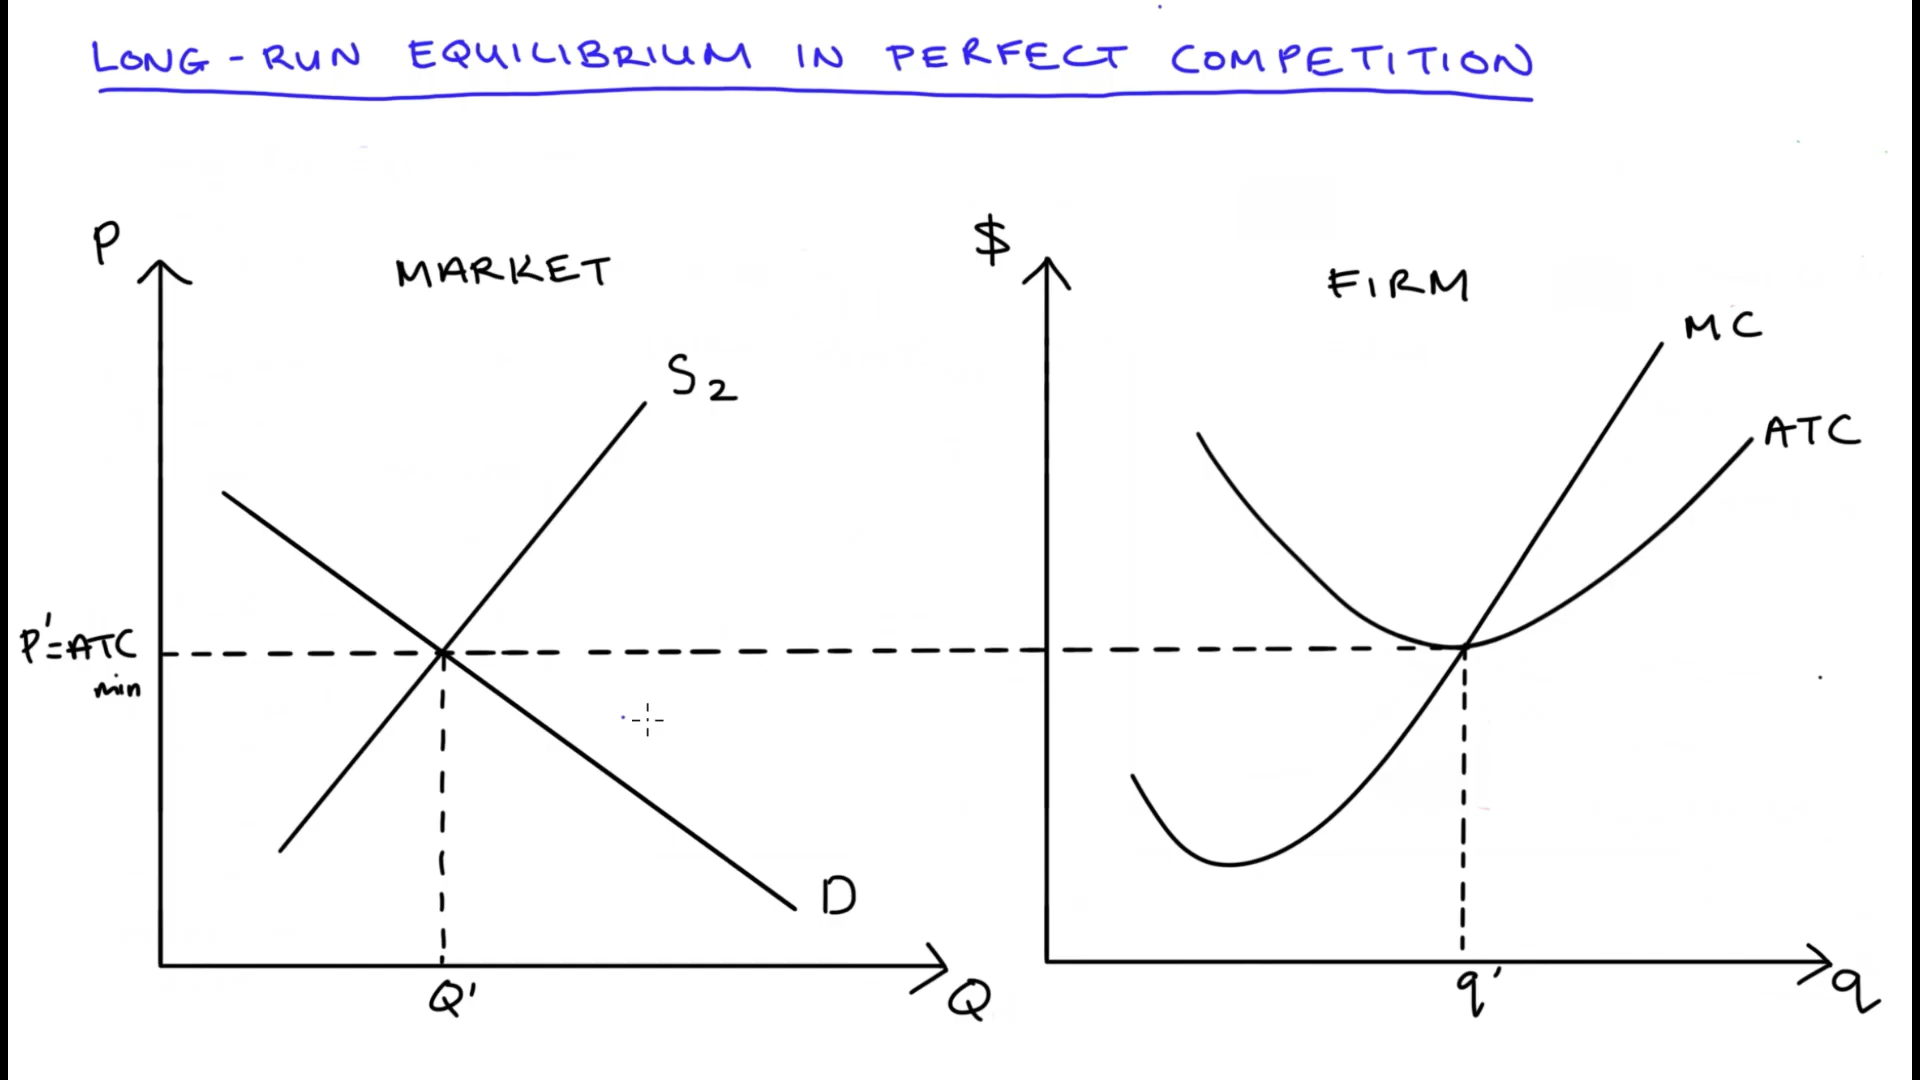 LONG-RUN EQUILIBRIUM IN PERFECT COMPETITION
P
MARKET
S2
P'=ATC
min
D
Q'
Q
$
FIRM
MC
ATC
q'
q